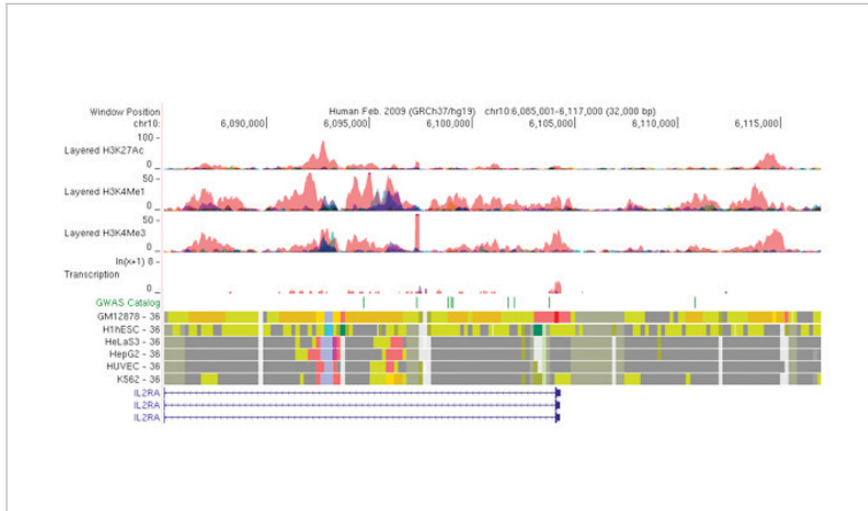 Window Position Human Feb. 2009 (GRCh37/hg19) chr10:6,085,001-6,117,000 (32,000 bp)
chr10: 6,090,000 6,095,000 6,100,000 6,105,000 6,110,000 6,115,000
100 -
Layered H3K27Ac
0 -
50 -
Layered H3K4Me1
0 -
50 -
Layered H3K4Me3
0 -
ln(x+1) 8 -
Transcription
0 -
GWAS Catalog
GM12878 - 36
H1hESC - 36
HeLaS3 - 36
HepG2 - 36
HUVEC - 36
K562 - 36
IL2RA
IL2RA
IL2RA